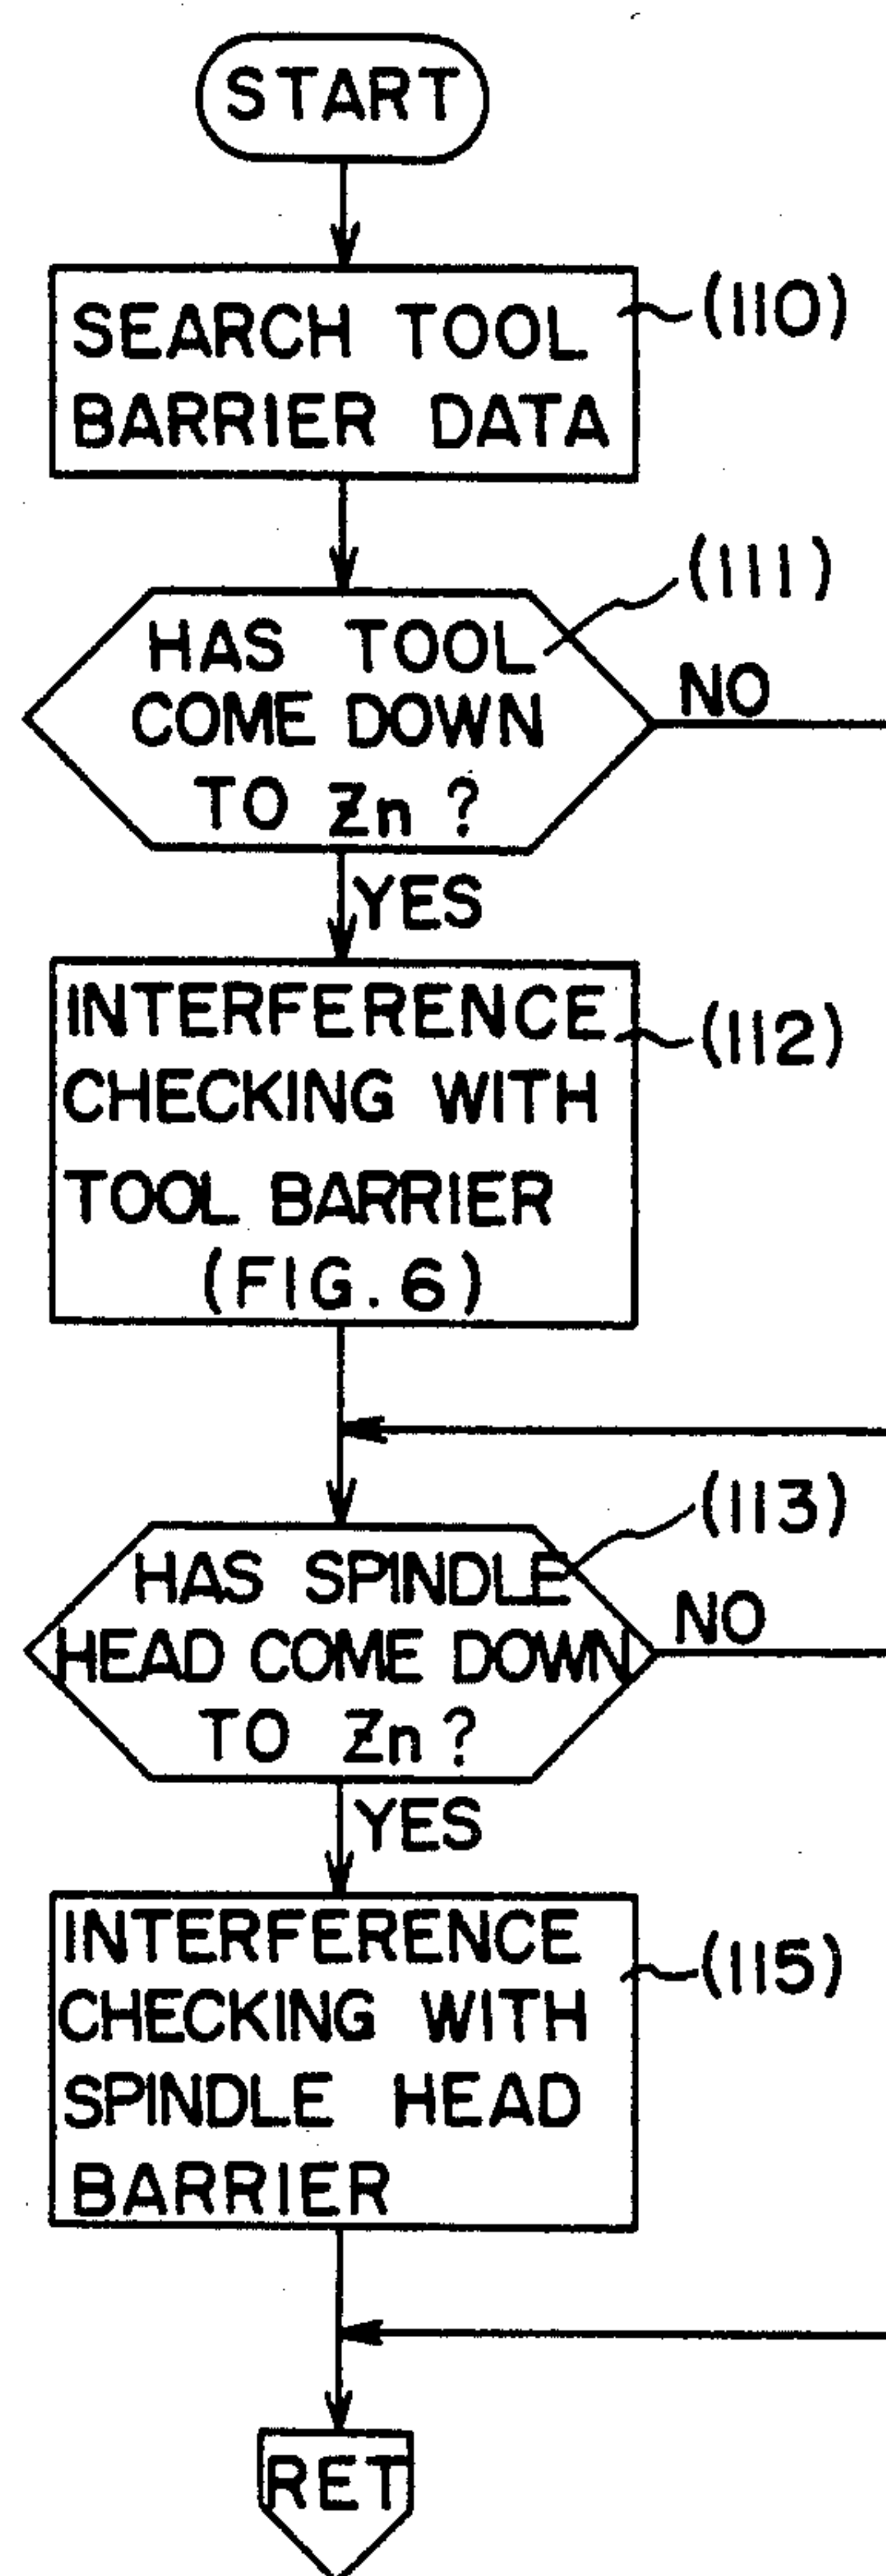 START
SEARCH TOOL
BARRIER DATA
(110)
HAS TOOL
COME DOWN
TO Zn ?
(111)
NO
YES
INTERFERENCE
CHECKING WITH
TOOL BARRIER
(FIG. 6)
(112)
HAS SPINDLE
HEAD COME DOWN
TO Zn ?
(113)
NO
YES
INTERFERENCE
CHECKING WITH
SPINDLE HEAD
BARRIER
(115)
RET